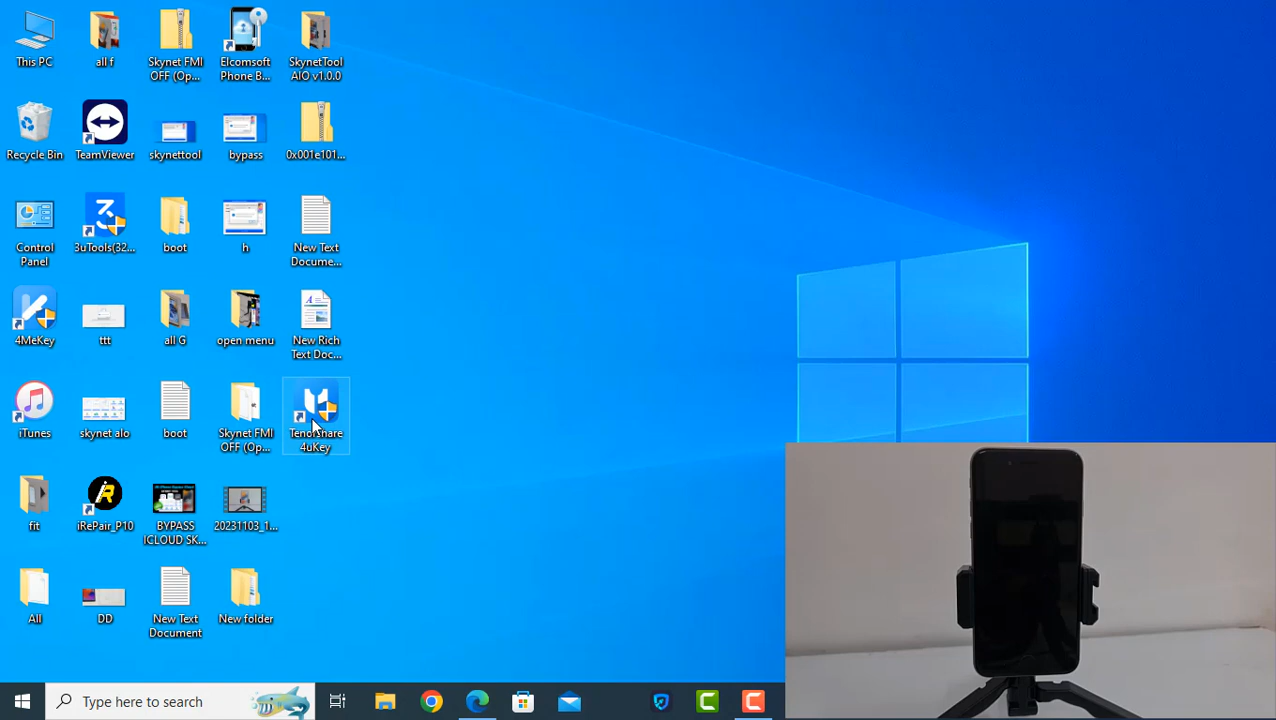 This PC
all f
Skynet FMI
OFF (Op...
Elcomsoft
Phone B...
SkynetTool
AIO v1.0.0
Recycle Bin
TeamViewer
skynettool
bypass
0x001e101...
Control
Panel
3uTools(32...
boot
h
New Text
Docume...
4MeKey
ttt
all G
open menu
New Rich
Text Doc...
iTunes
skynet alo
boot
Skynet FMI
OFF (Op...
Tenorshare
4uKey
fit
iRePair_P10
BYPASS
ICLOUD SK...
20231103_1...
All
DD
New Text
Document
New folder
Type here to search